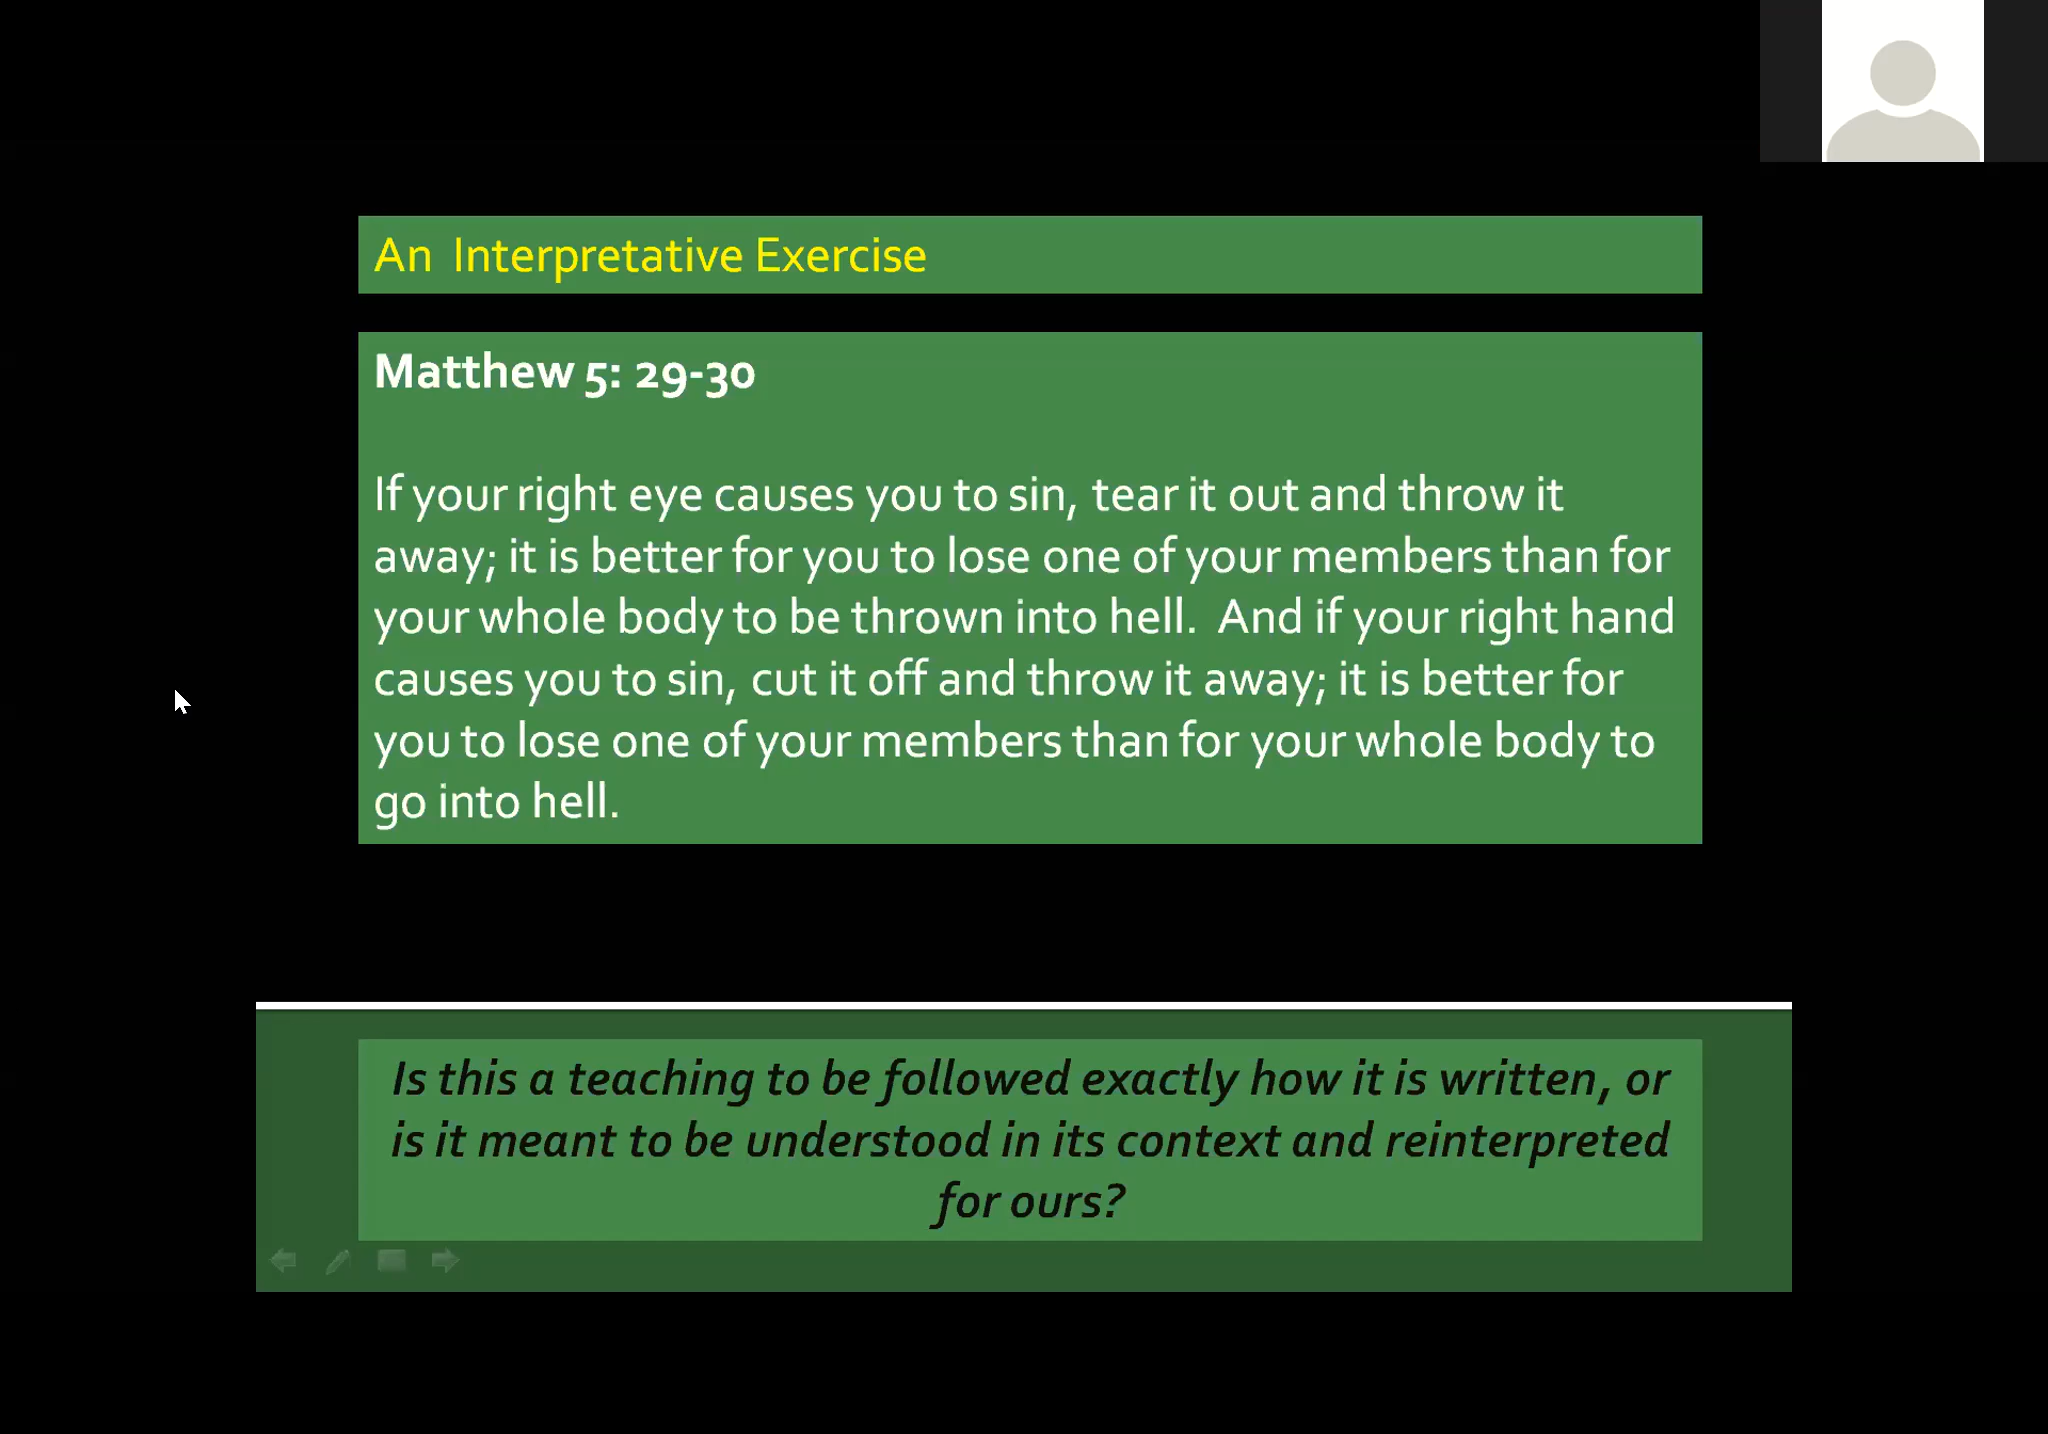 An  Interpretative Exercise
Matthew 5: 29-30
If your right eye causes you to sin, tear it out and throw it
away; it is better for you to lose one of your members than for
your whole body to be thrown into hell.  And if your right hand
causes you to sin, cut it off and throw it away; it is better for
you to lose one of your members than for your whole body to
go into hell.
Is this a teaching to be followed exactly how it is written, or
is it meant to be understood in its context and reinterpreted
for ours?